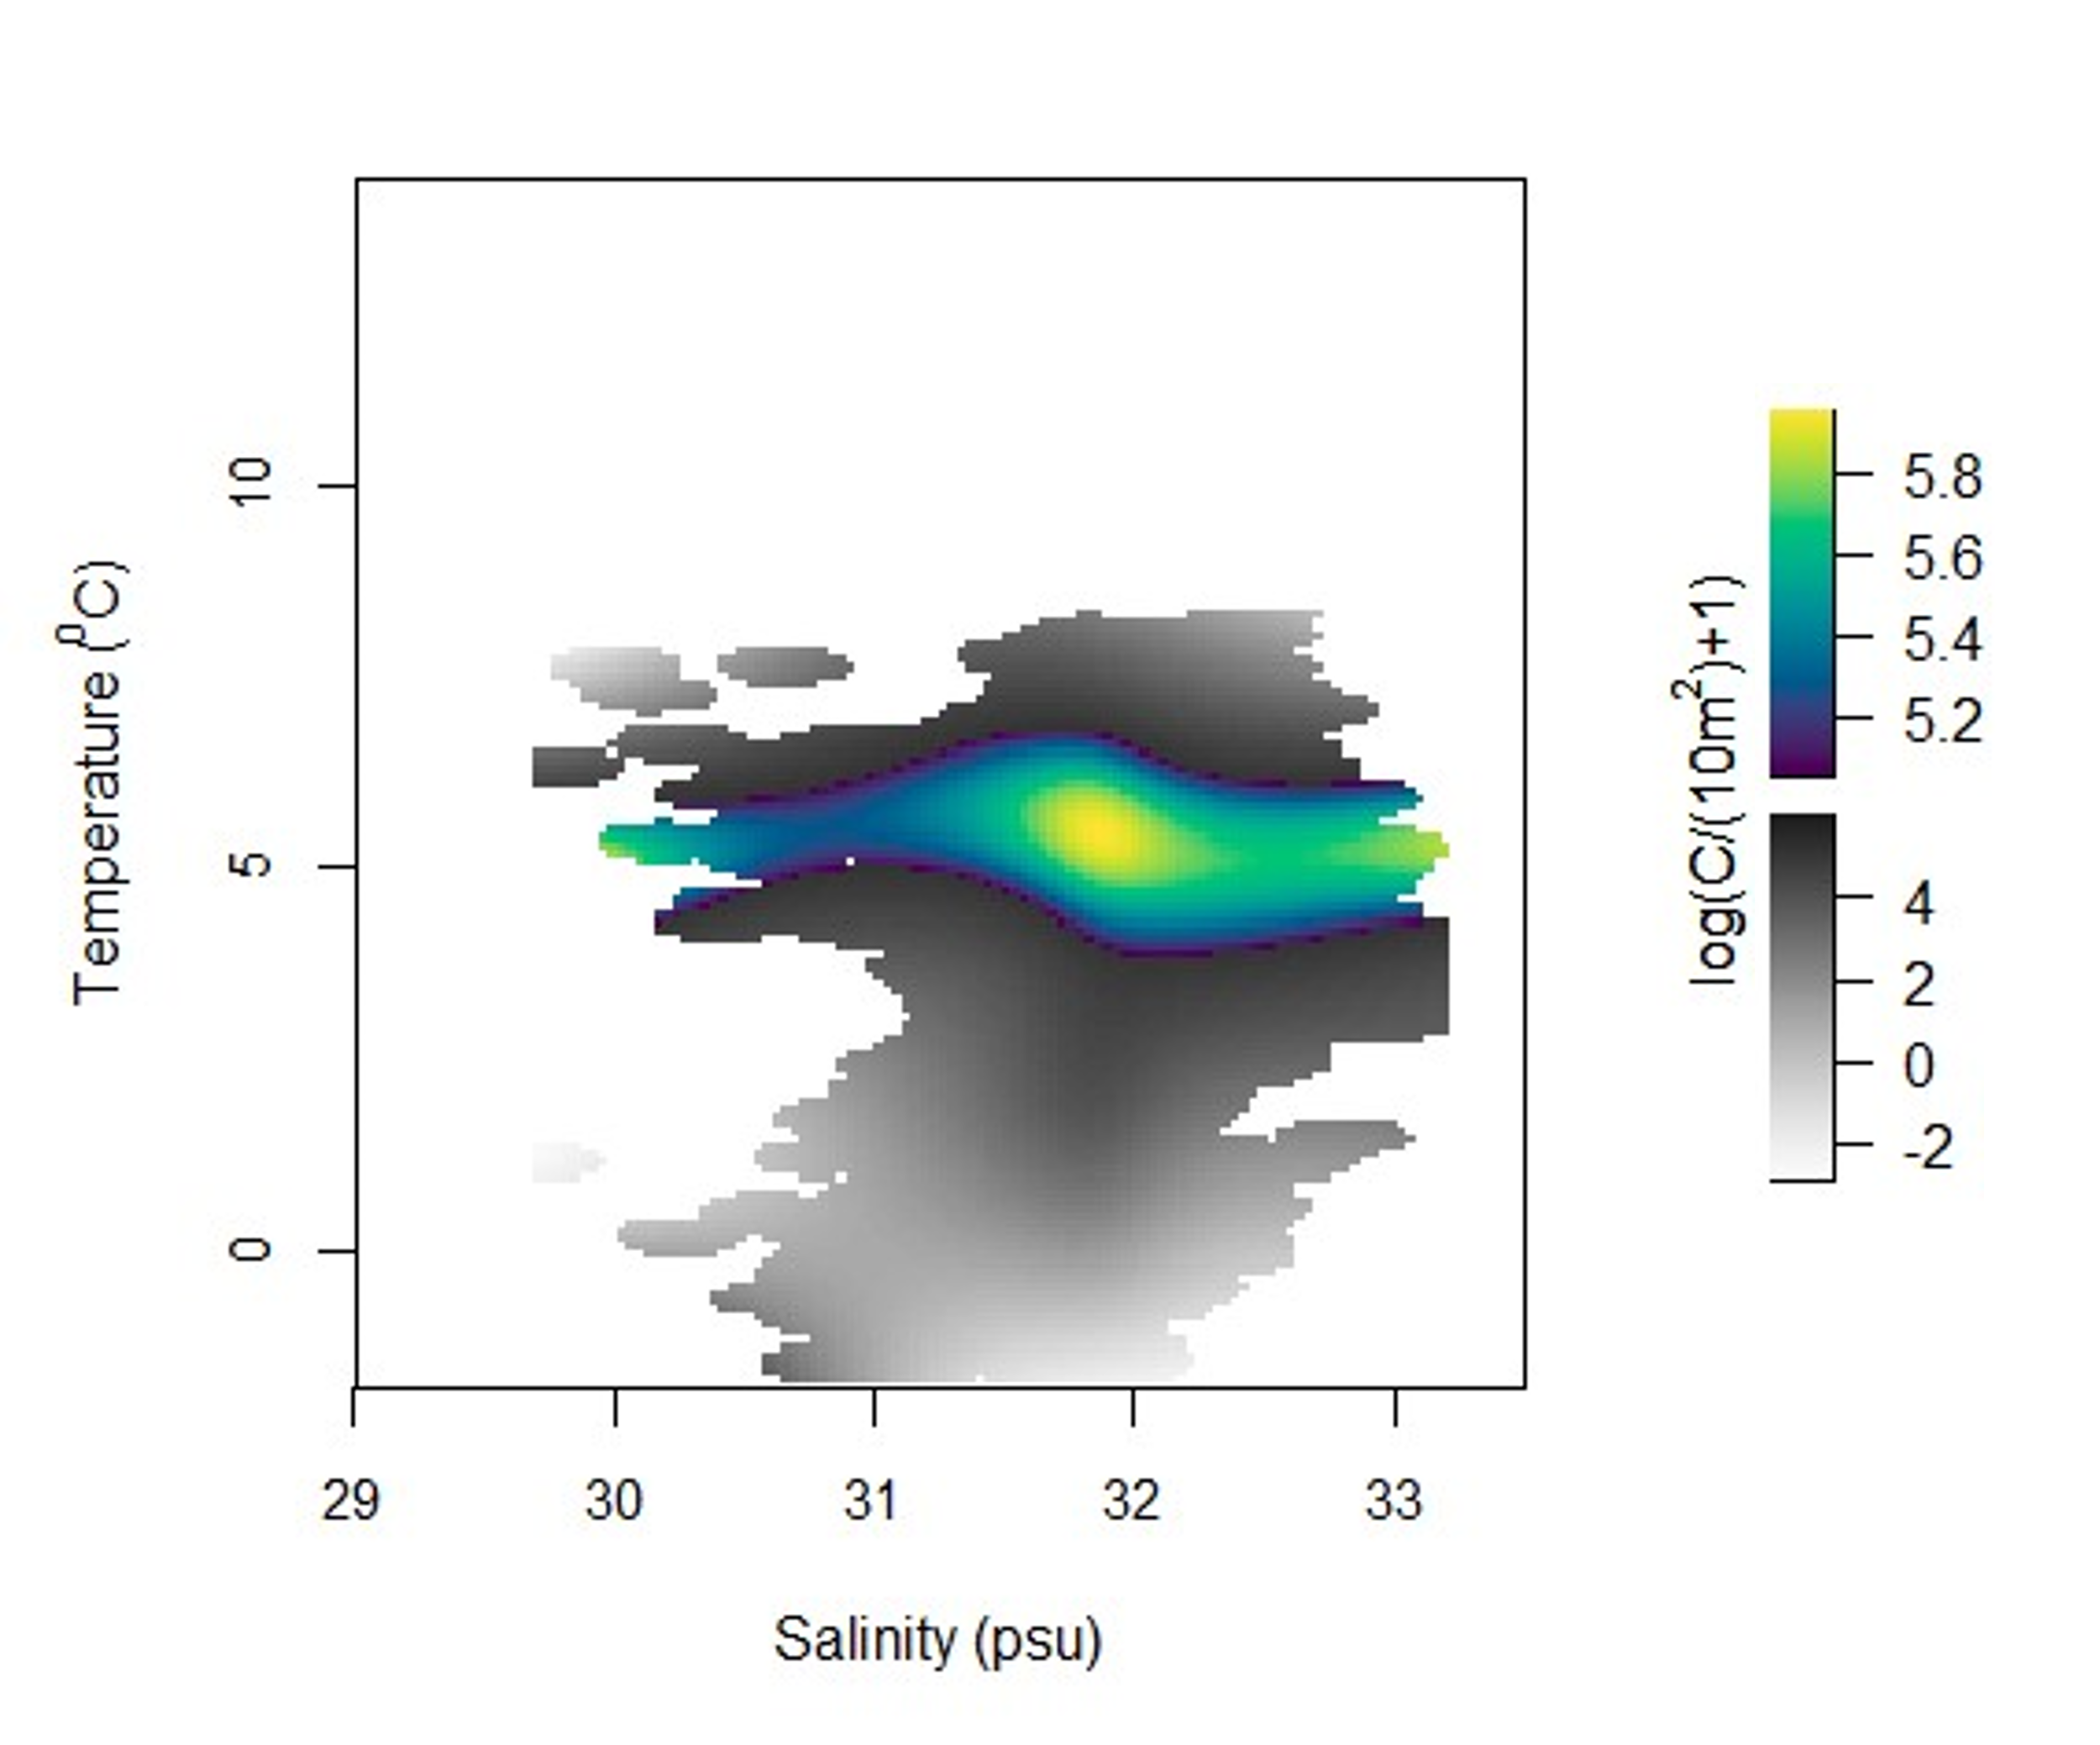 10
5
0
Temperature (⁰C)
29 30 31 32 33
Salinity (psu)
log(C/(10m²)+1)
5.8
5.6
5.4
5.2
4
2
0
-2